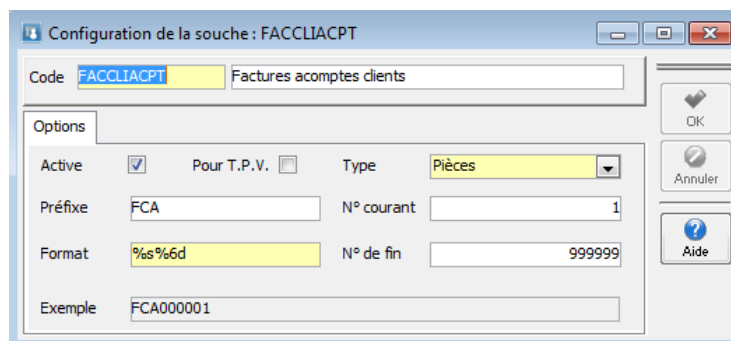 Configuration de la souche : FACCLIACPT
Code FACCLIACPT Factures acomptes clients
OK
Options
Active Pour T.P.V. Type Pièces
Annuler
Préfixe FCA N° courant 1
Format %s%6d N° de fin 999999
Aide
Exemple FCA000001